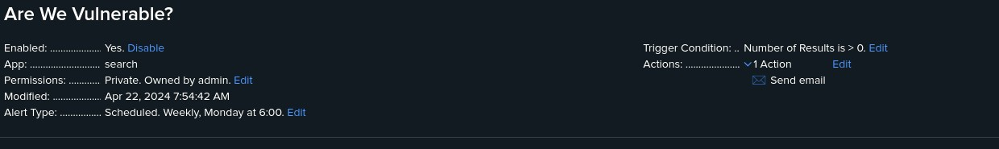 Are We Vulnerable?
Enabled: .................... Yes. Disable
App: ........................... search
Permissions: ............ Private. Owned by admin. Edit
Modified: .................. Apr 22, 2024 7:54:42 AM
Alert Type: ................ Scheduled. Weekly, Monday at 6:00. Edit
Trigger Condition: .. Number of Results is > 0. Edit
Actions: .................... 1 Action Edit
Send email